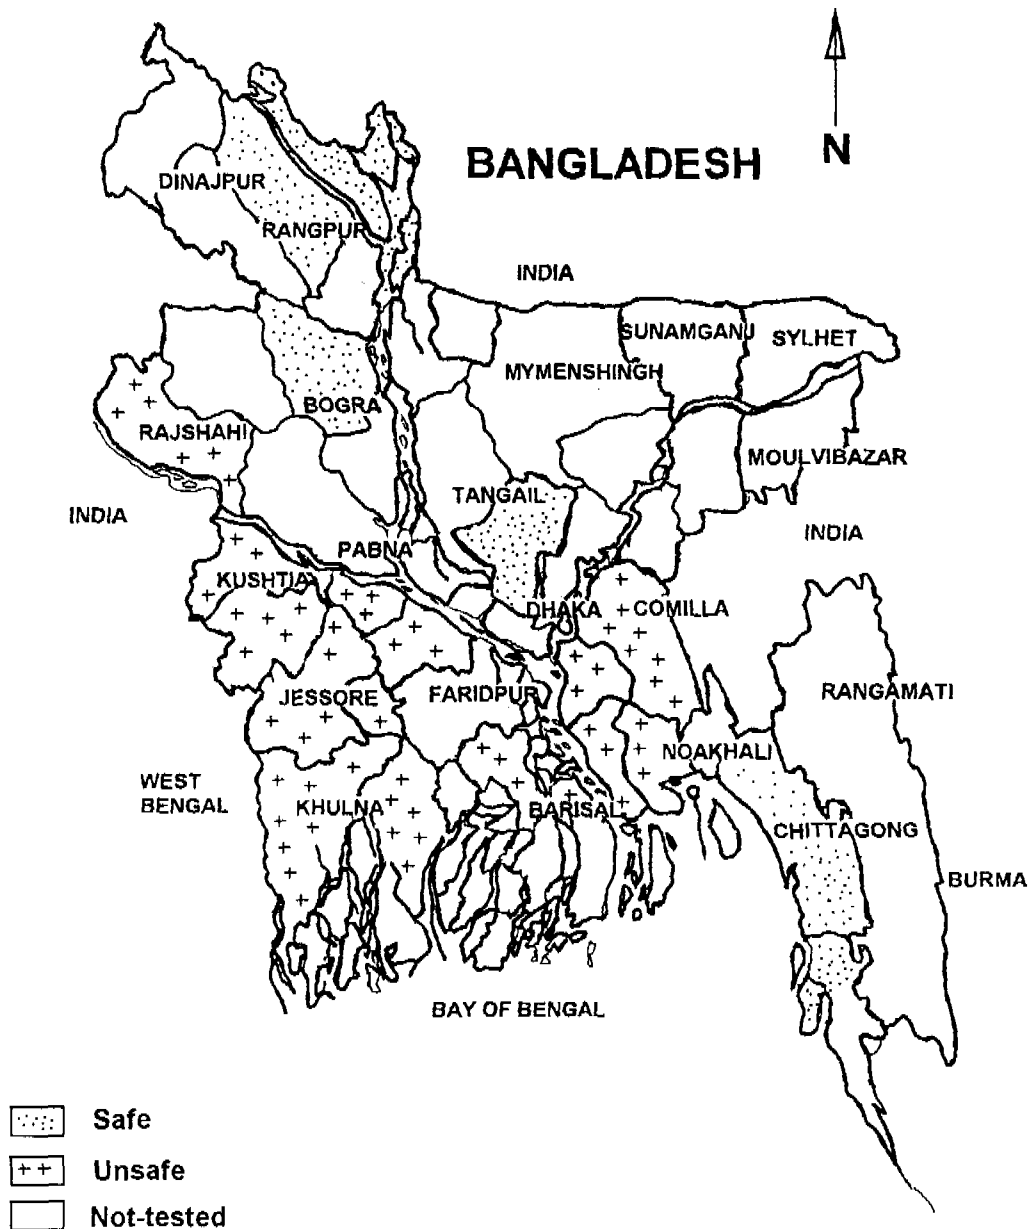 N
BANGLADESH
DINAJPUR
RANGPUR
INDIA
SUNAMGANJ
SYLHET
MYMENSHINGH
BOGRA
RAJSHAHI
MOULVIBAZAR
TANGAIL
INDIA
INDIA
PABNA
KUSHTIA
DHAKA
COMILLA
JESSORE
FARIDPUR
RANGAMATI
NOAKHALI
WEST
BENGAL
KHULNA
BARISAL
CHITTAGONG
BURMA
BAY OF BENGAL
Safe
Unsafe
Not-tested